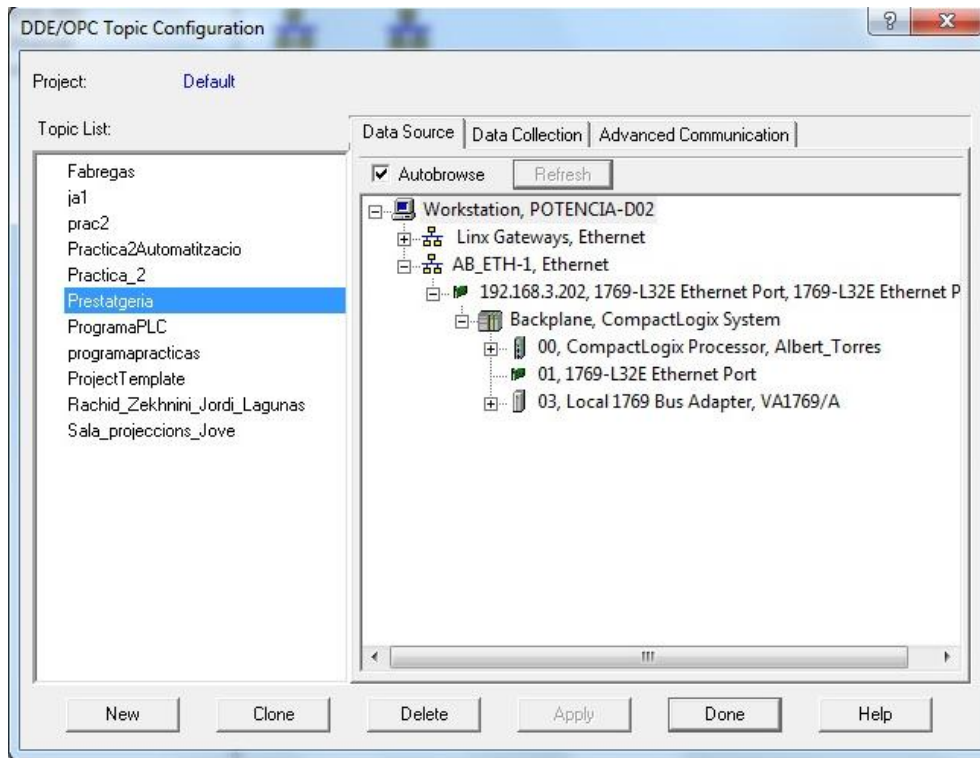 DDE/OPC Topic Configuration
Project: Default
Topic List:
Fabregas
ja1
prac2
Practica2Automatitzacio
Practica_2
Prestatgeria
ProgramaPLC
programapracticas
ProjectTemplate
Rachid_Zekhnini_Jordi_Lagunas
Sala_projeccions_Jove
Data Source Data Collection Advanced Communication
Autobrowse Refresh
Workstation, POTENCIA-D02
Linx Gateways, Ethernet
AB_ETH-1, Ethernet
192.168.3.202, 1769-L32E Ethernet Port, 1769-L32E Ethernet P
Backplane, CompactLogix System
00, CompactLogix Processor, Albert_Torres
01, 1769-L32E Ethernet Port
03, Local 1769 Bus Adapter, VA1769/A
New Clone Delete Apply Done Help